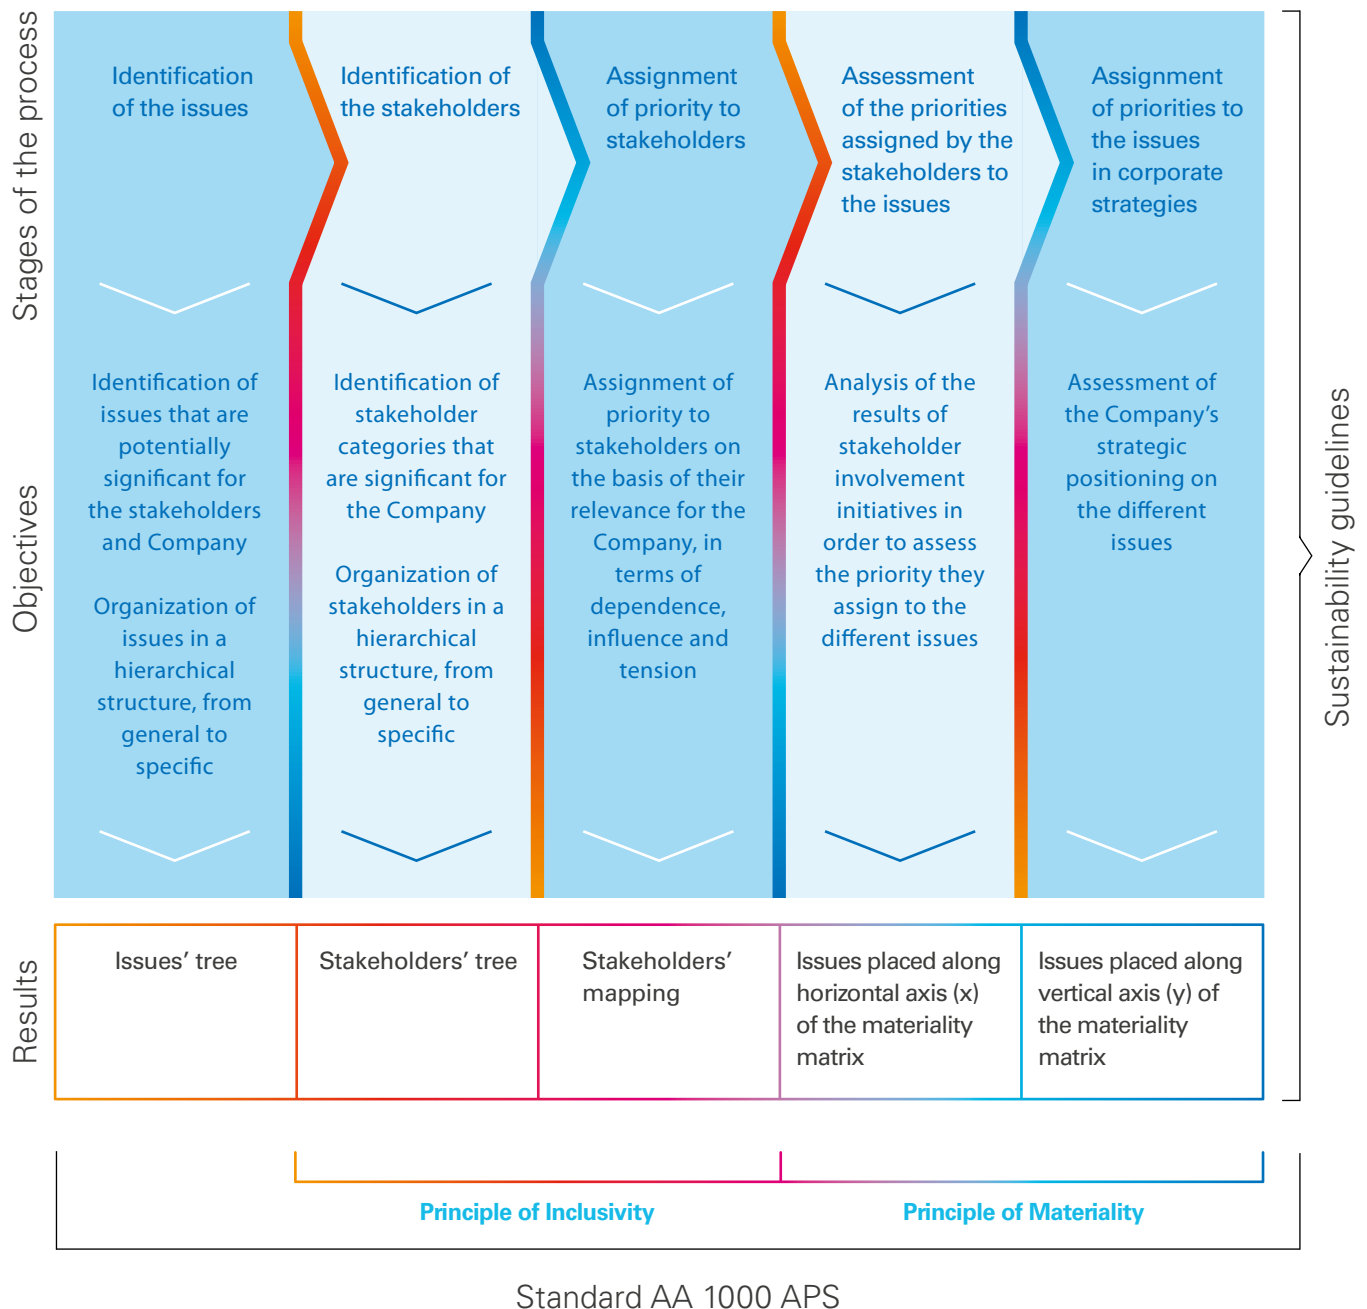 Stages of the process
Identification
of the issues
Identification of
the stakeholders
Assignment
of priority to
stakeholders
Assessment
of the priorities
assigned by the
stakeholders to
the issues
Assignment
of priorities to
the issues
in corporate
strategies
Objectives
Identification of
issues that are
potentially
significant for
the stakeholders
and Company
Organization of
issues in a
hierarchical
structure, from
general to
specific
Identification of
stakeholder
categories that
are significant for
the Company
Organization of
stakeholders in a
hierarchical
structure, from
general to
specific
Assignment of
priority to
stakeholders on
the basis of their
relevance for the
Company, in
terms of
dependence,
influence and
tension
Analysis of the
results of
stakeholder
involvement
initiatives in
order to assess
the priority they
assign to the
different issues
Assessment of
the Company’s
strategic
positioning on
the different
issues
Sustainability guidelines
Results
Issues’ tree
Stakeholders’ tree
Stakeholders’
mapping
Issues placed along
horizontal axis (x)
of the materiality
matrix
Issues placed along
vertical axis (y) of
the materiality
matrix
Principle of Inclusivity
Principle of Materiality
Standard AA 1000 APS